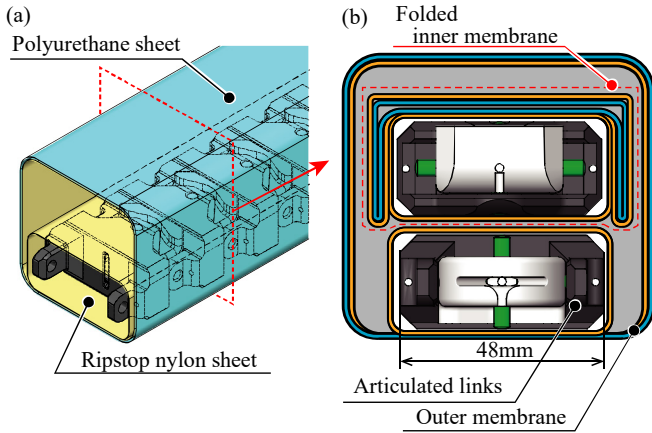 (a)
Polyurethane sheet
Ripstop nylon sheet
(b)
Folded
inner membrane
48mm
Articulated links
Outer membrane